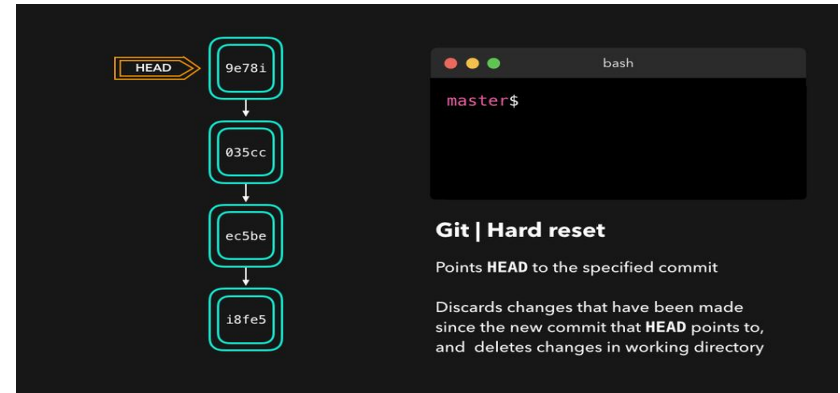 HEAD
9e78i
035cc
ec5be
i8fe5
bash
master$
Git | Hard reset
Points HEAD to the specified commit
Discards changes that have been made
since the new commit that HEAD points to,
and deletes changes in working directory